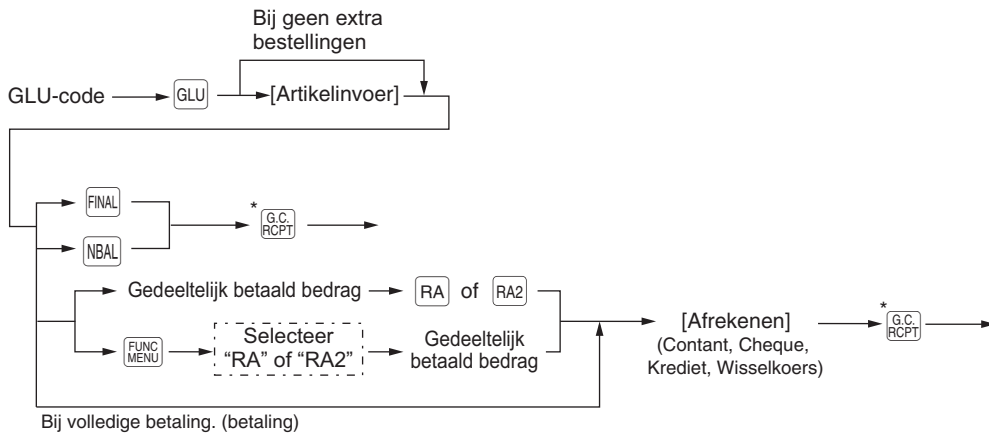 Bij geen extra
bestellingen
GLU-code GLU [Artikelinvoer]
FINAL
* G.C.
RCPT
NBAL
Gedeeltelijk betaald bedrag RA of RA2
FUNC
MENU
Selecteer
“RA” of “RA2”
Gedeeltelijk
betaald bedrag
[Afrekenen]
(Contant, Cheque,
Krediet, Wisselkoers)
* G.C.
RCPT
Bij volledige betaling. (betaling)